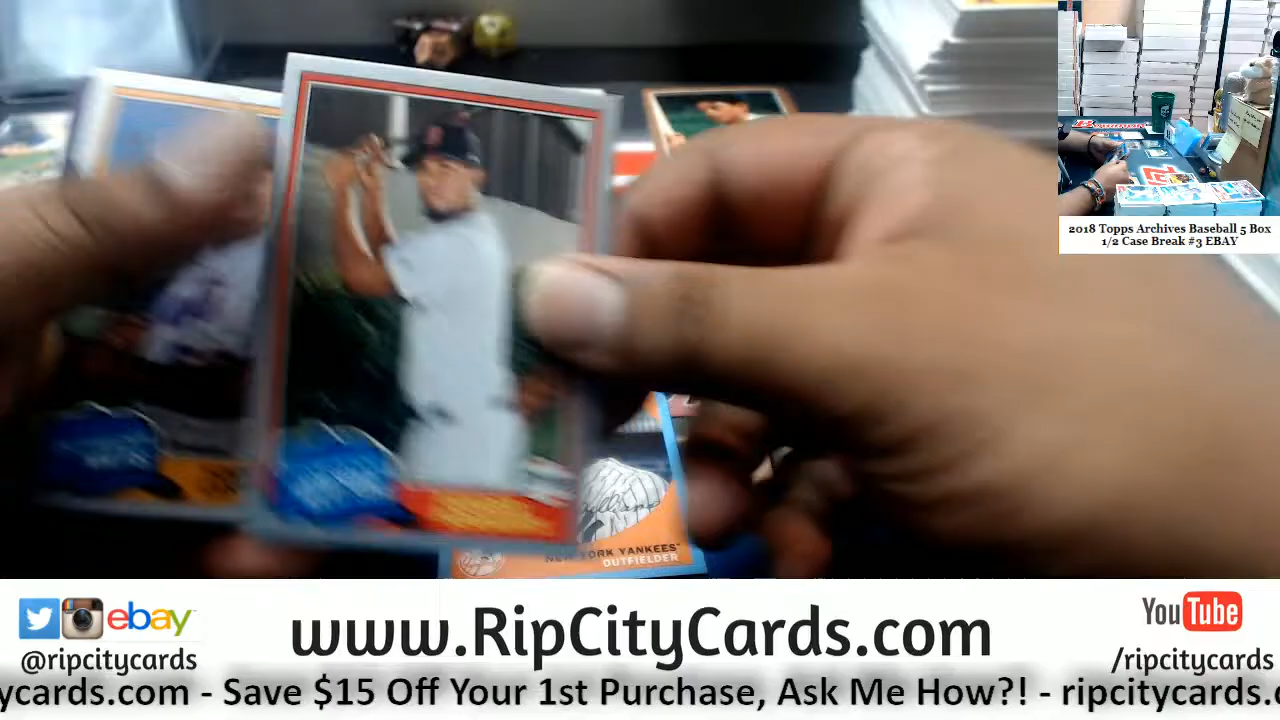 2018 Topps Archives Baseball 5 Box
1/2 Case Break #3 EBAY
NEW YORK YANKEES
OUTFIELDER
ebay
@ripcitycards
www.RipCityCards.com
YouTube
/ripcitycards
ycards.com - Save $15 Off Your 1st Purchase, Ask Me How?! - ripcitycards.c